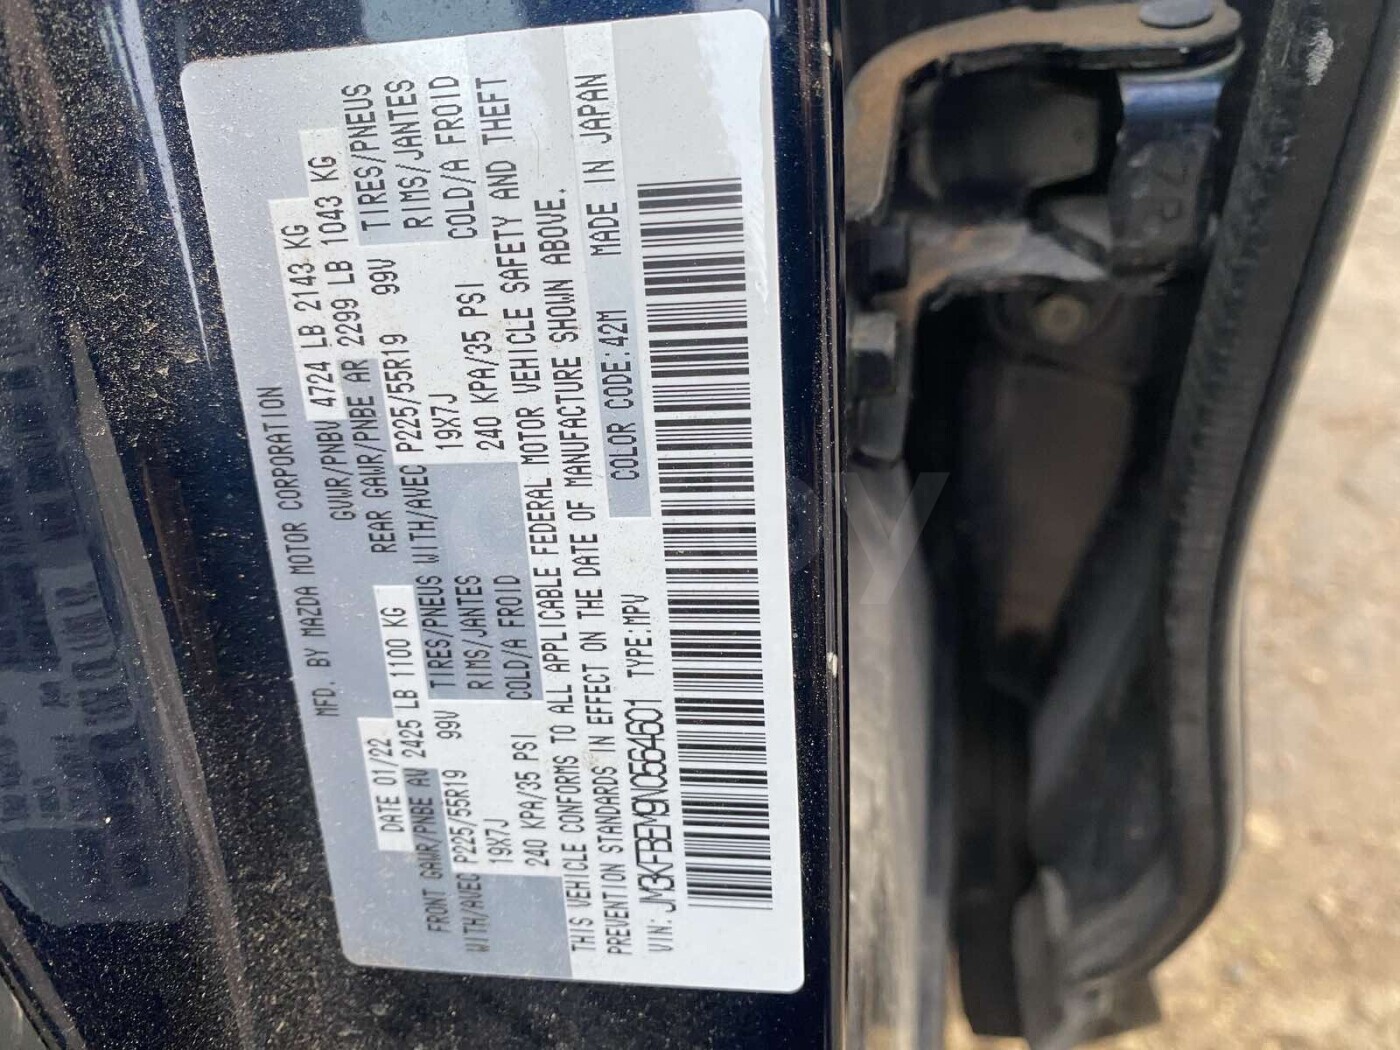 MFD. BY MAZDA MOTOR CORPORATION
DATE 01/22 GVWR/PNBV 4724 LB 2143 KG
FRONT GAWR/PNBE AV 2425 LB 1100 KG REAR GAWR/PNBE AR 2299 LB 1043 KG
WITH/AVEC P225/55R19 99V TIRES/PNEUS WITH/AVEC P225/55R19 99V TIRES/PNEUS
19X7J RIMS/JANTES 19X7J RIMS/JANTES
240 KPA/35 PSI COLD/A FROID 240 KPA/35 PSI COLD/A FROID
THIS VEHICLE CONFORMS TO ALL APPLICABLE FEDERAL MOTOR VEHICLE SAFETY AND THEFT
PREVENTION STANDARDS IN EFFECT ON THE DATE OF MANUFACTURE SHOWN ABOVE.
COLOR CODE:42M MADE IN JAPAN
VIN: JM3KFBEM9N0564601 TYPE:MPV